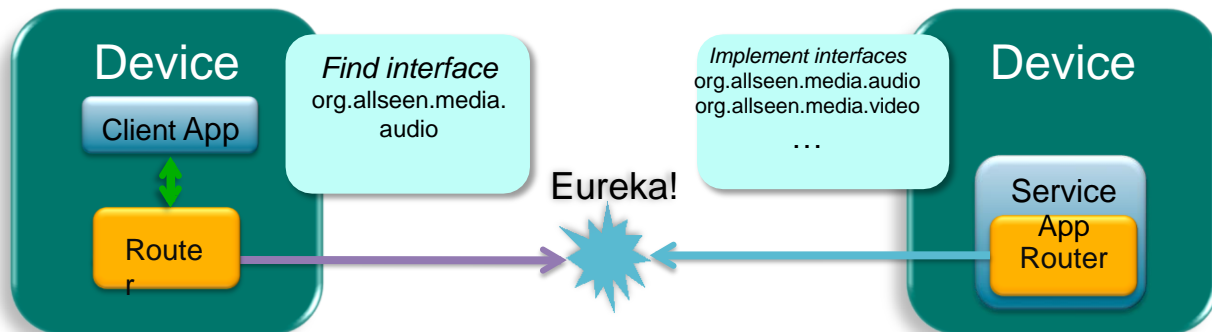 Device
Client App
Route
r
Find interface
org.allseen.media.
audio
Eureka!
Implement interfaces
org.allseen.media.audio
org.allseen.media.video
…
Device
Service
App
Router